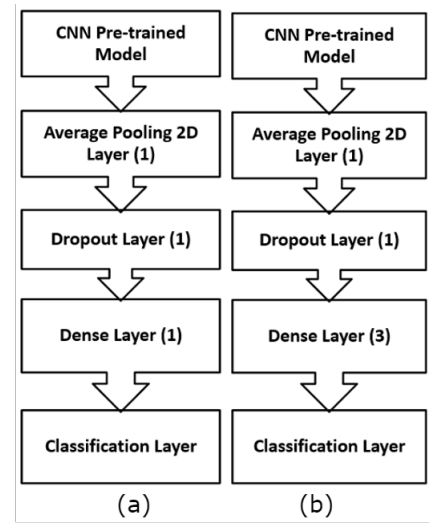 CNN Pre-trained
Model
Average Pooling 2D
Layer (1)
Dropout Layer (1)
Dense Layer (1)
Classification Layer
(a)
CNN Pre-trained
Model
Average Pooling 2D
Layer (1)
Dropout Layer (1)
Dense Layer (3)
Classification Layer
(b)